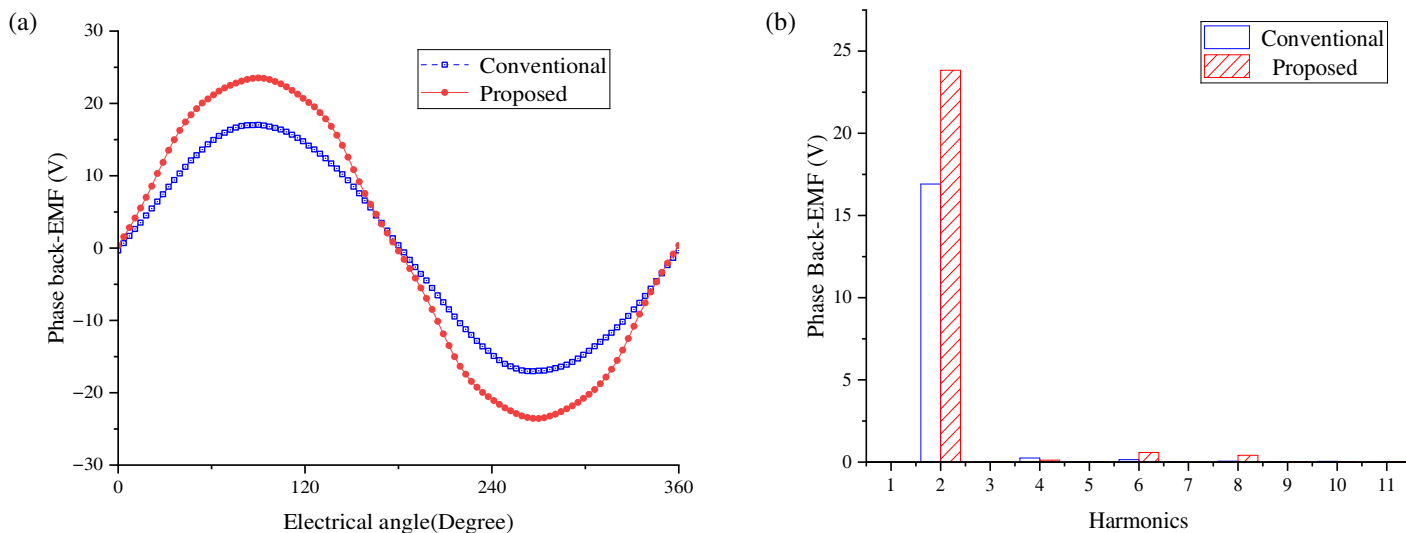 (a)
30
20
10
0
−10
−20
−30
Phase back-EMF (V)
Conventional
Proposed
0 120 240 360
Electrical angle(Degree)
(b)
25
20
15
10
5
0
Phase Back-EMF (V)
Conventional
Proposed
1 2 3 4 5 6 7 8 9 10 11
Harmonics